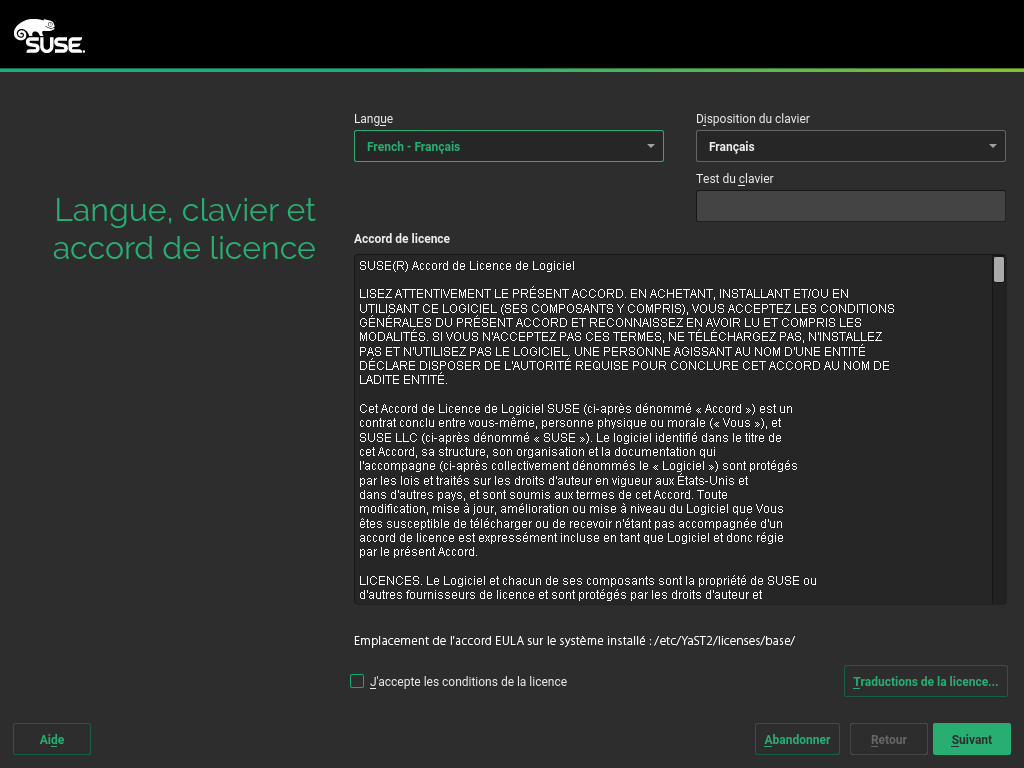 SUSE
Langue
Disposition du clavier
French - Français
Français
Test du clavier
Langue, clavier et
accord de licence
Accord de licence
SUSE(R) Accord de Licence de Logiciel
LISEZ ATTENTIVEMENT LE PRÉSENT ACCORD. EN ACHETANT, INSTALLANT ET/OU EN
UTILISANT CE LOGICIEL (SES COMPOSANTS Y COMPRIS), VOUS ACCEPTEZ LES CONDITIONS
GÉNÉRALES DU PRÉSENT ACCORD ET RECONNAISSEZ EN AVOIR LU ET COMPRIS LES
MODALITÉS. SI VOUS N'ACCEPTEZ PAS CES TERMES, NE TÉLÉCHARGEZ PAS, N'INSTALLEZ
PAS ET N'UTILISEZ PAS LE LOGICIEL. UNE PERSONNE AGISSANT AU NOM D'UNE ENTITÉ
DÉCLARE DISPOSER DE L'AUTORITÉ REQUISE POUR CONCLURE CET ACCORD AU NOM DE
LADITE ENTITÉ.
Cet Accord de Licence de Logiciel SUSE (ci-après dénommé « Accord ») est un
contrat conclu entre vous-même, personne physique ou morale (« Vous »), et
SUSE LLC (ci-après dénommé « SUSE »). Le logiciel identifié dans le titre de
cet Accord, sa structure, son organisation et la documentation qui
l'accompagne (ci-après collectivement dénommés le « Logiciel ») sont protégés
par les lois et traités sur les droits d'auteur en vigueur aux États-Unis et
dans d'autres pays, et sont soumis aux termes de cet Accord. Toute
modification, mise à jour, amélioration ou mise à niveau du Logiciel que Vous
êtes susceptible de télécharger ou de recevoir n'étant pas accompagnée d'un
accord de licence est expressément incluse en tant que Logiciel et donc régie
par le présent Accord.
LICENCES. Le Logiciel et chacun de ses composants sont la propriété de SUSE ou
d'autres fournisseurs de licence et sont protégés par les droits d'auteur et
Emplacement de l'accord EULA sur le système installé : /etc/YaST2/licenses/base/
J'accepte les conditions de la licence
Traductions de la licence...
Aide
Abandonner
Retour
Suivant